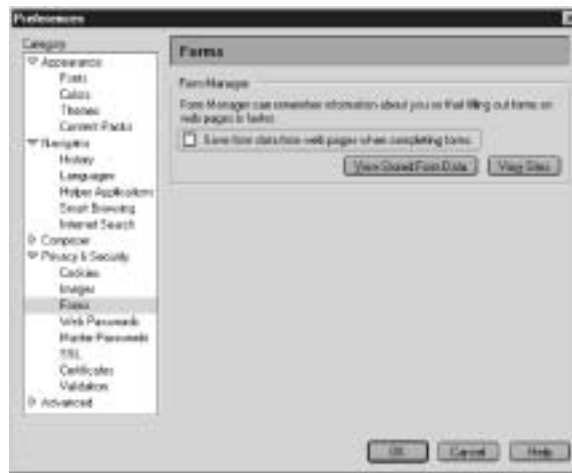 Preferences
Category
Appearance
Fonts
Colors
Themes
Content Packs
Navigator
History
Languages
Helper Applications
Smart Browsing
Internet Search
Composer
Privacy & Security
Cookies
Images
Forms
Web Passwords
Master Passwords
SSL
Certificates
Validation
Advanced
Forms
Form Manager
Form Manager can remember information about you so that filling out forms on
web pages is faster.
Save form data from web pages when completing forms.
View Stored Form Data
View Sites
OK
Cancel
Help